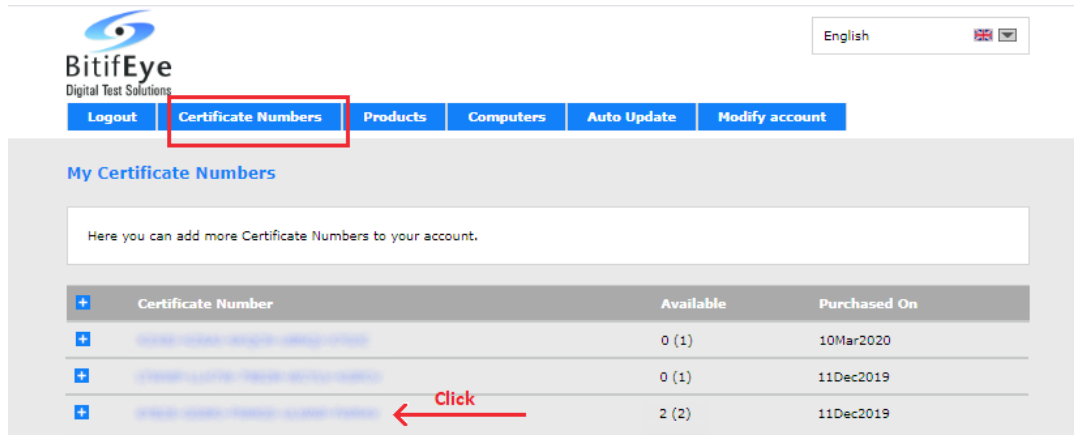 English
BitifEye
Digital Test Solutions
Logout Certificate Numbers Products Computers Auto Update Modify account
My Certificate Numbers
Here you can add more Certificate Numbers to your account.
Certificate Number Available Purchased On
0 (1) 10Mar2020
0 (1) 11Dec2019
Click
2 (2) 11Dec2019